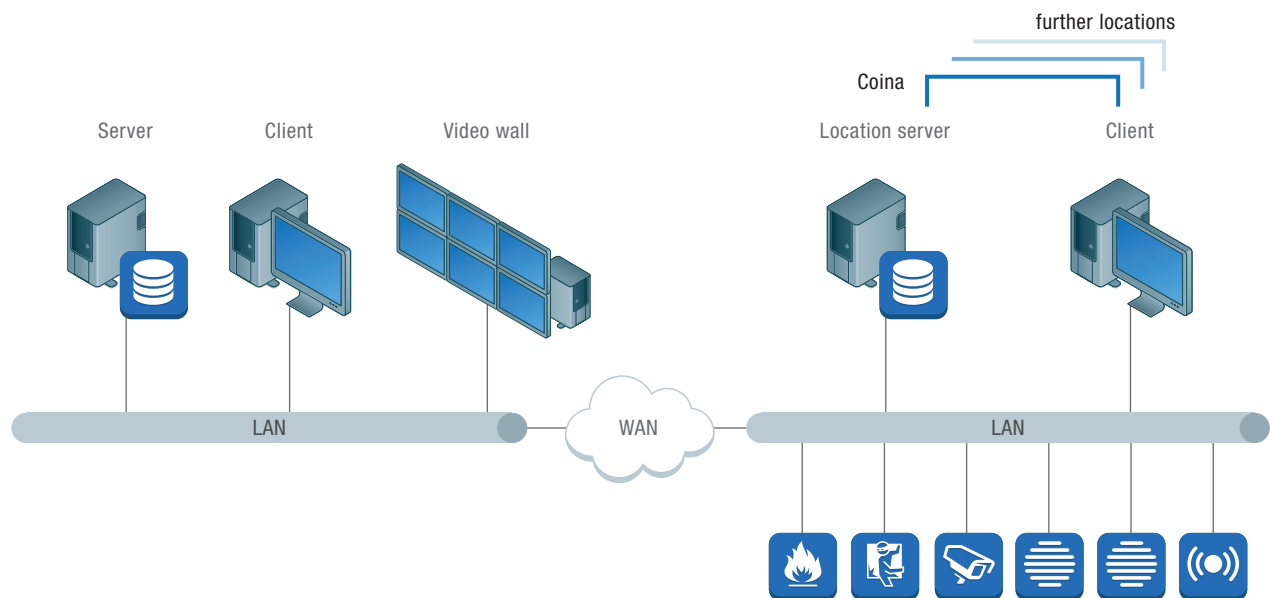 further locations
Coina
Server
Client
Video wall
Location server
Client
LAN
WAN
LAN